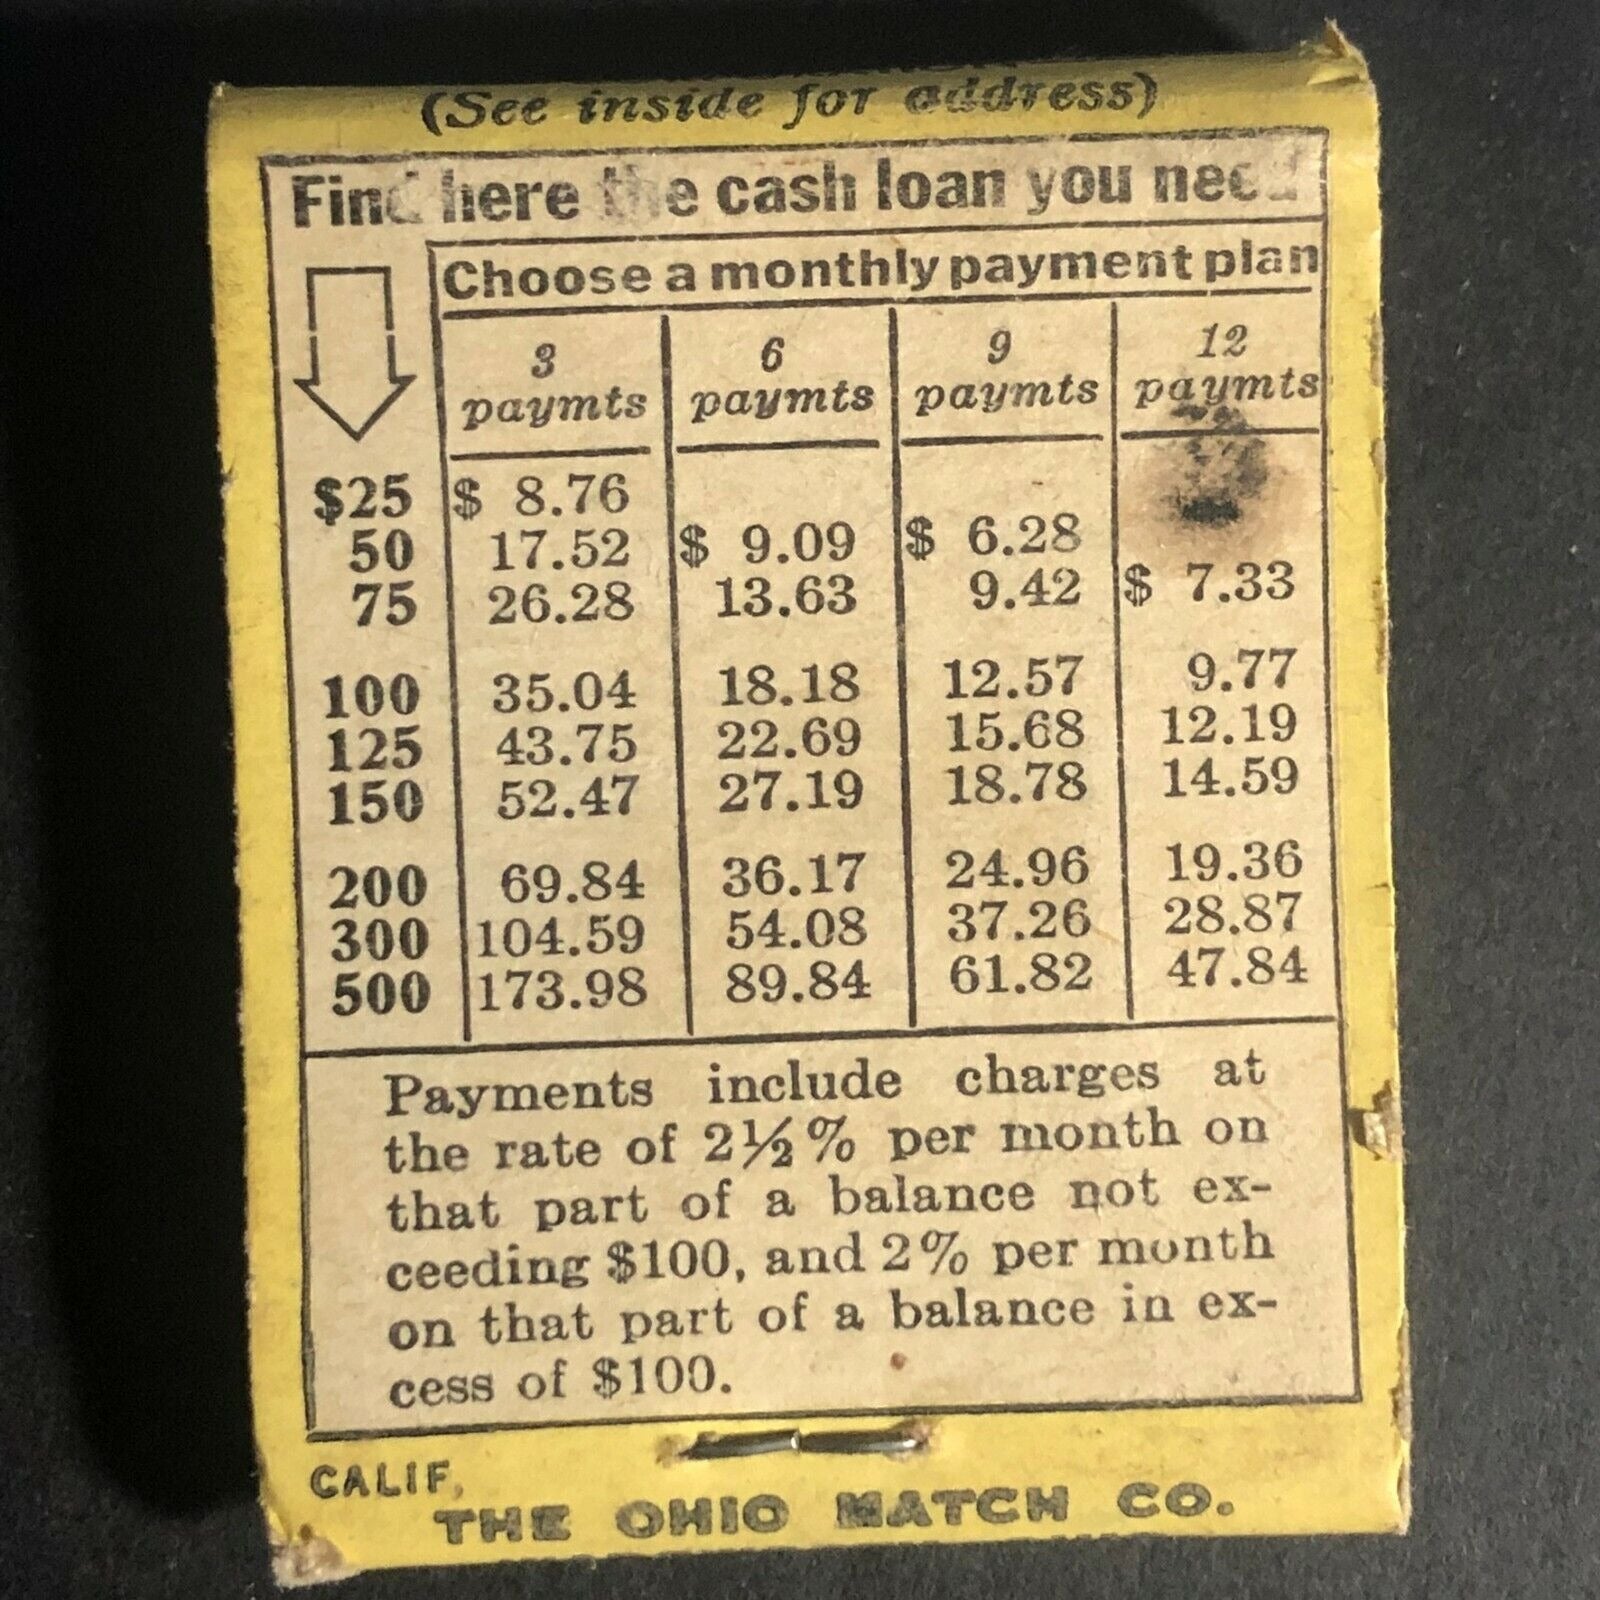 (See inside for address)
Find here the cash loan you need
Choose a monthly payment plan
3 paymts 6 paymts 9 paymts 12 paymts
$25 $ 8.76
50 17.52 $ 9.09 $ 6.28
75 26.28 13.63 9.42 $ 7.33
100 35.04 18.18 12.57 9.77
125 43.75 22.69 15.68 12.19
150 52.47 27.19 18.78 14.59
200 69.84 36.17 24.96 19.36
300 104.59 54.08 37.26 28.87
500 173.98 89.84 61.82 47.84
Payments include charges at
the rate of 2½% per month on
that part of a balance not ex-
ceeding $100, and 2% per month
on that part of a balance in ex-
cess of $100.
CALIF.
THE OHIO MATCH CO.